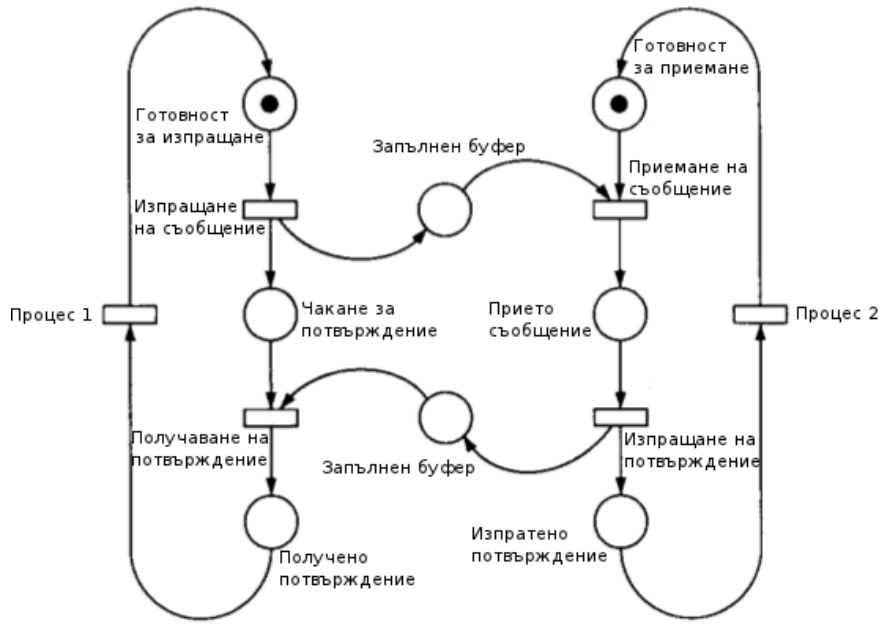 Готовност
за приемане
Готовност
за изпращане
Запълнен буфер
Приемане на
съобщение
Изпращане
на съобщение
Процес 1
Чакане за
потвърждение
Прието
съобщение
Процес 2
Получаване на
потвърждение
Запълнен буфер
Изпращане на
потвърждение
Получено
потвърждение
Изпратено
потвърждение